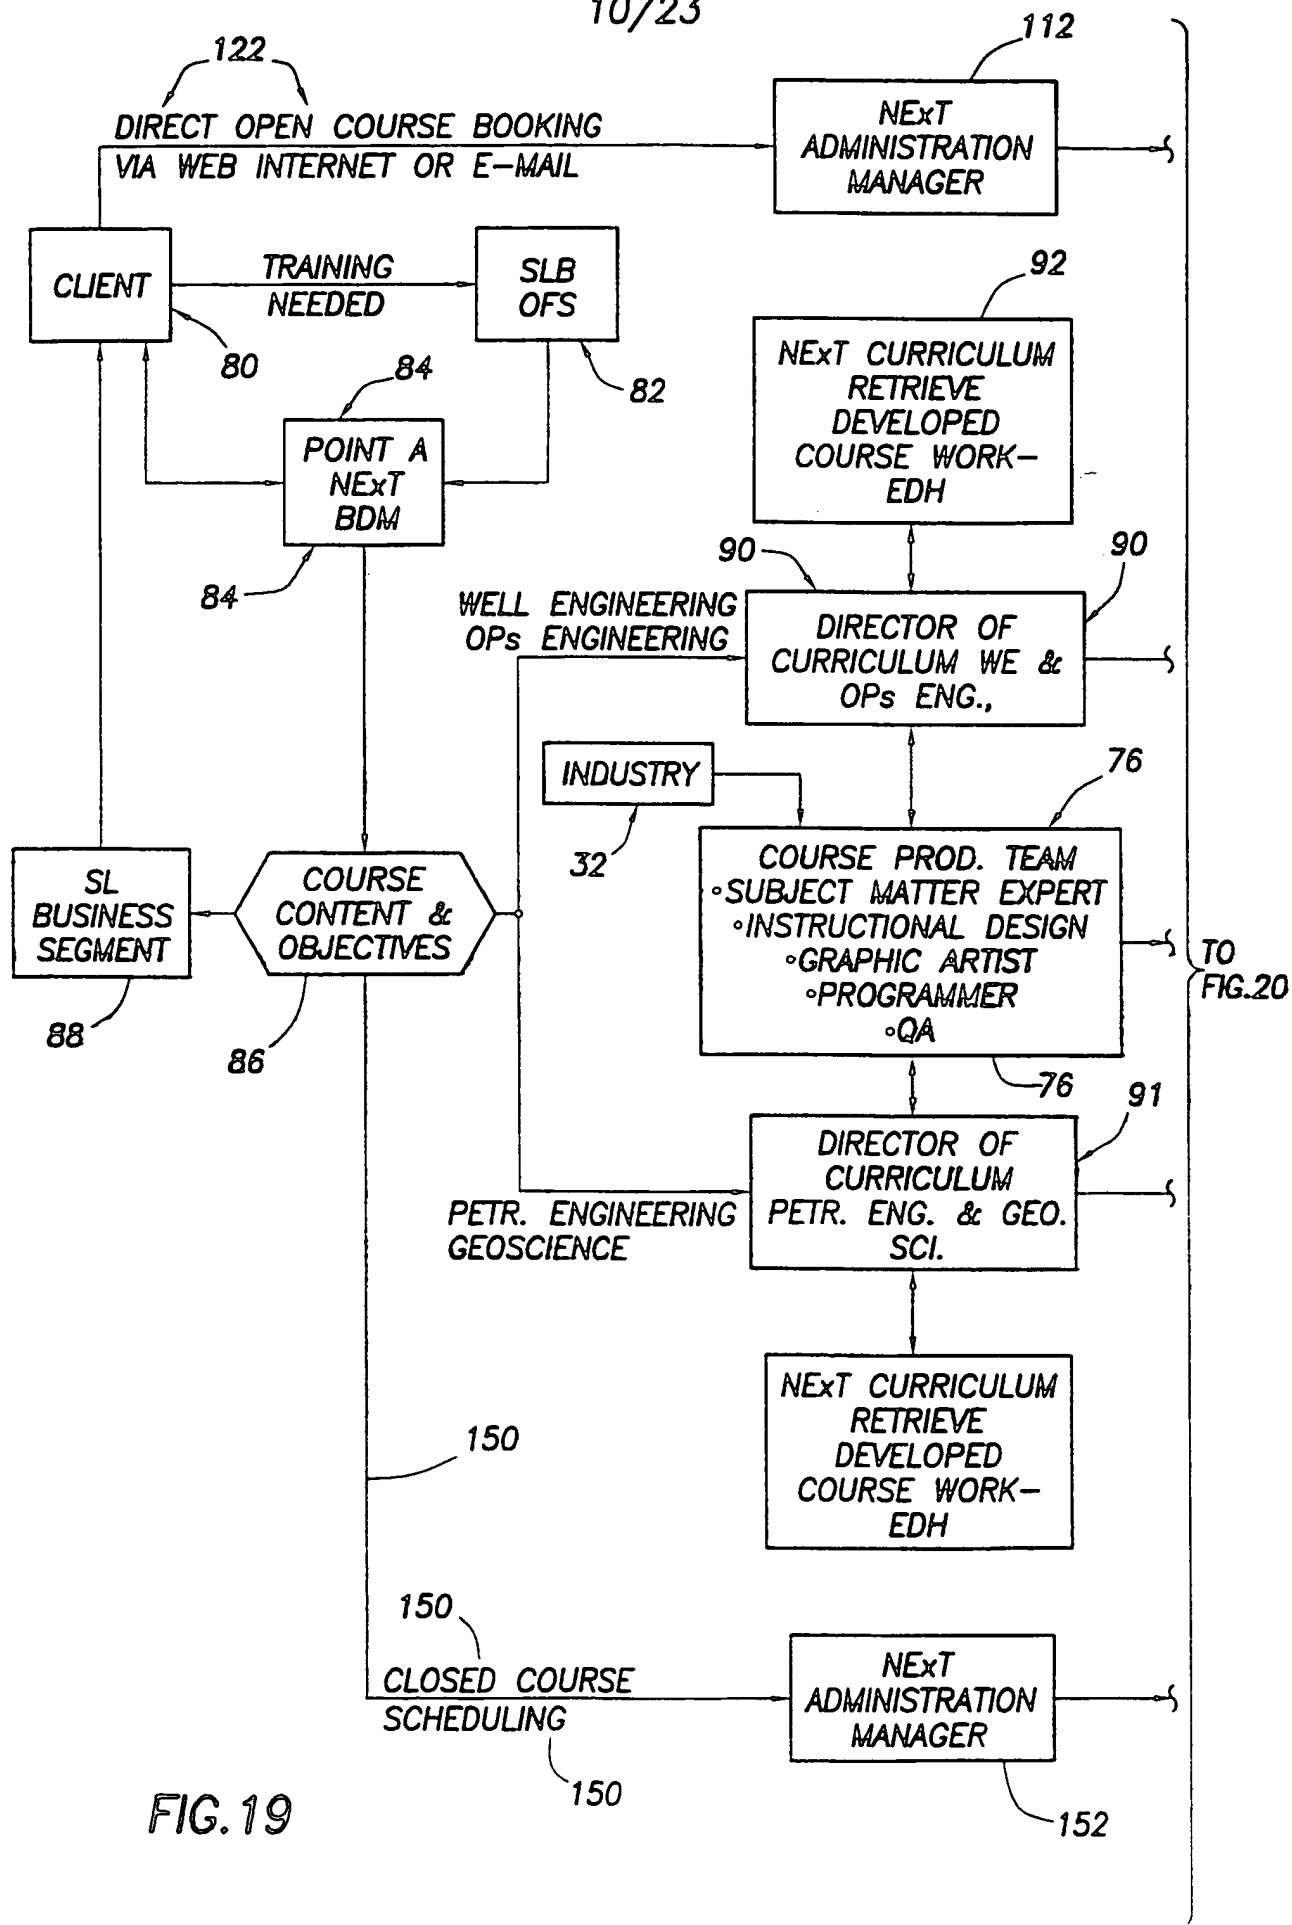 10/23
122
112
DIRECT OPEN COURSE BOOKING
VIA WEB INTERNET OR E-MAIL
NExT
ADMINISTRATION
MANAGER
CLIENT
80
TRAINING
NEEDED
SLB
OFS
82
84
POINT A
NExT
BDM
84
92
NExT CURRICULUM
RETRIEVE
DEVELOPED
COURSE WORK-
EDH
90
90
WELL ENGINEERING
OPs ENGINEERING
DIRECTOR OF
CURRICULUM WE &
OPs ENG.,
INDUSTRY
32
76
COURSE PROD. TEAM
∘SUBJECT MATTER EXPERT
∘INSTRUCTIONAL DESIGN
∘GRAPHIC ARTIST
∘PROGRAMMER
∘QA
76
SL
BUSINESS
SEGMENT
88
COURSE
CONTENT &
OBJECTIVES
86
TO
FIG.20
91
PETR. ENGINEERING
GEOSCIENCE
DIRECTOR OF
CURRICULUM
PETR. ENG. & GEO.
SCI.
NExT CURRICULUM
RETRIEVE
DEVELOPED
COURSE WORK-
EDH
150
150
CLOSED COURSE
SCHEDULING
150
NExT
ADMINISTRATION
MANAGER
152
FIG.19